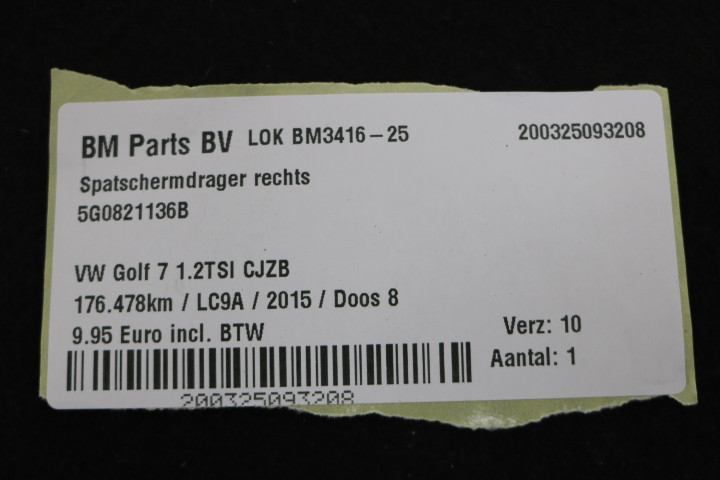 BM Parts BV LOK BM3416-25 200325093208
Spatschermdrager rechts
5G0821136B
VW Golf 7 1.2TSI CJZB
176.478km / LC9A / 2015 / Doos 8
9.95 Euro incl. BTW Verz: 10
Aantal: 1
200325093208